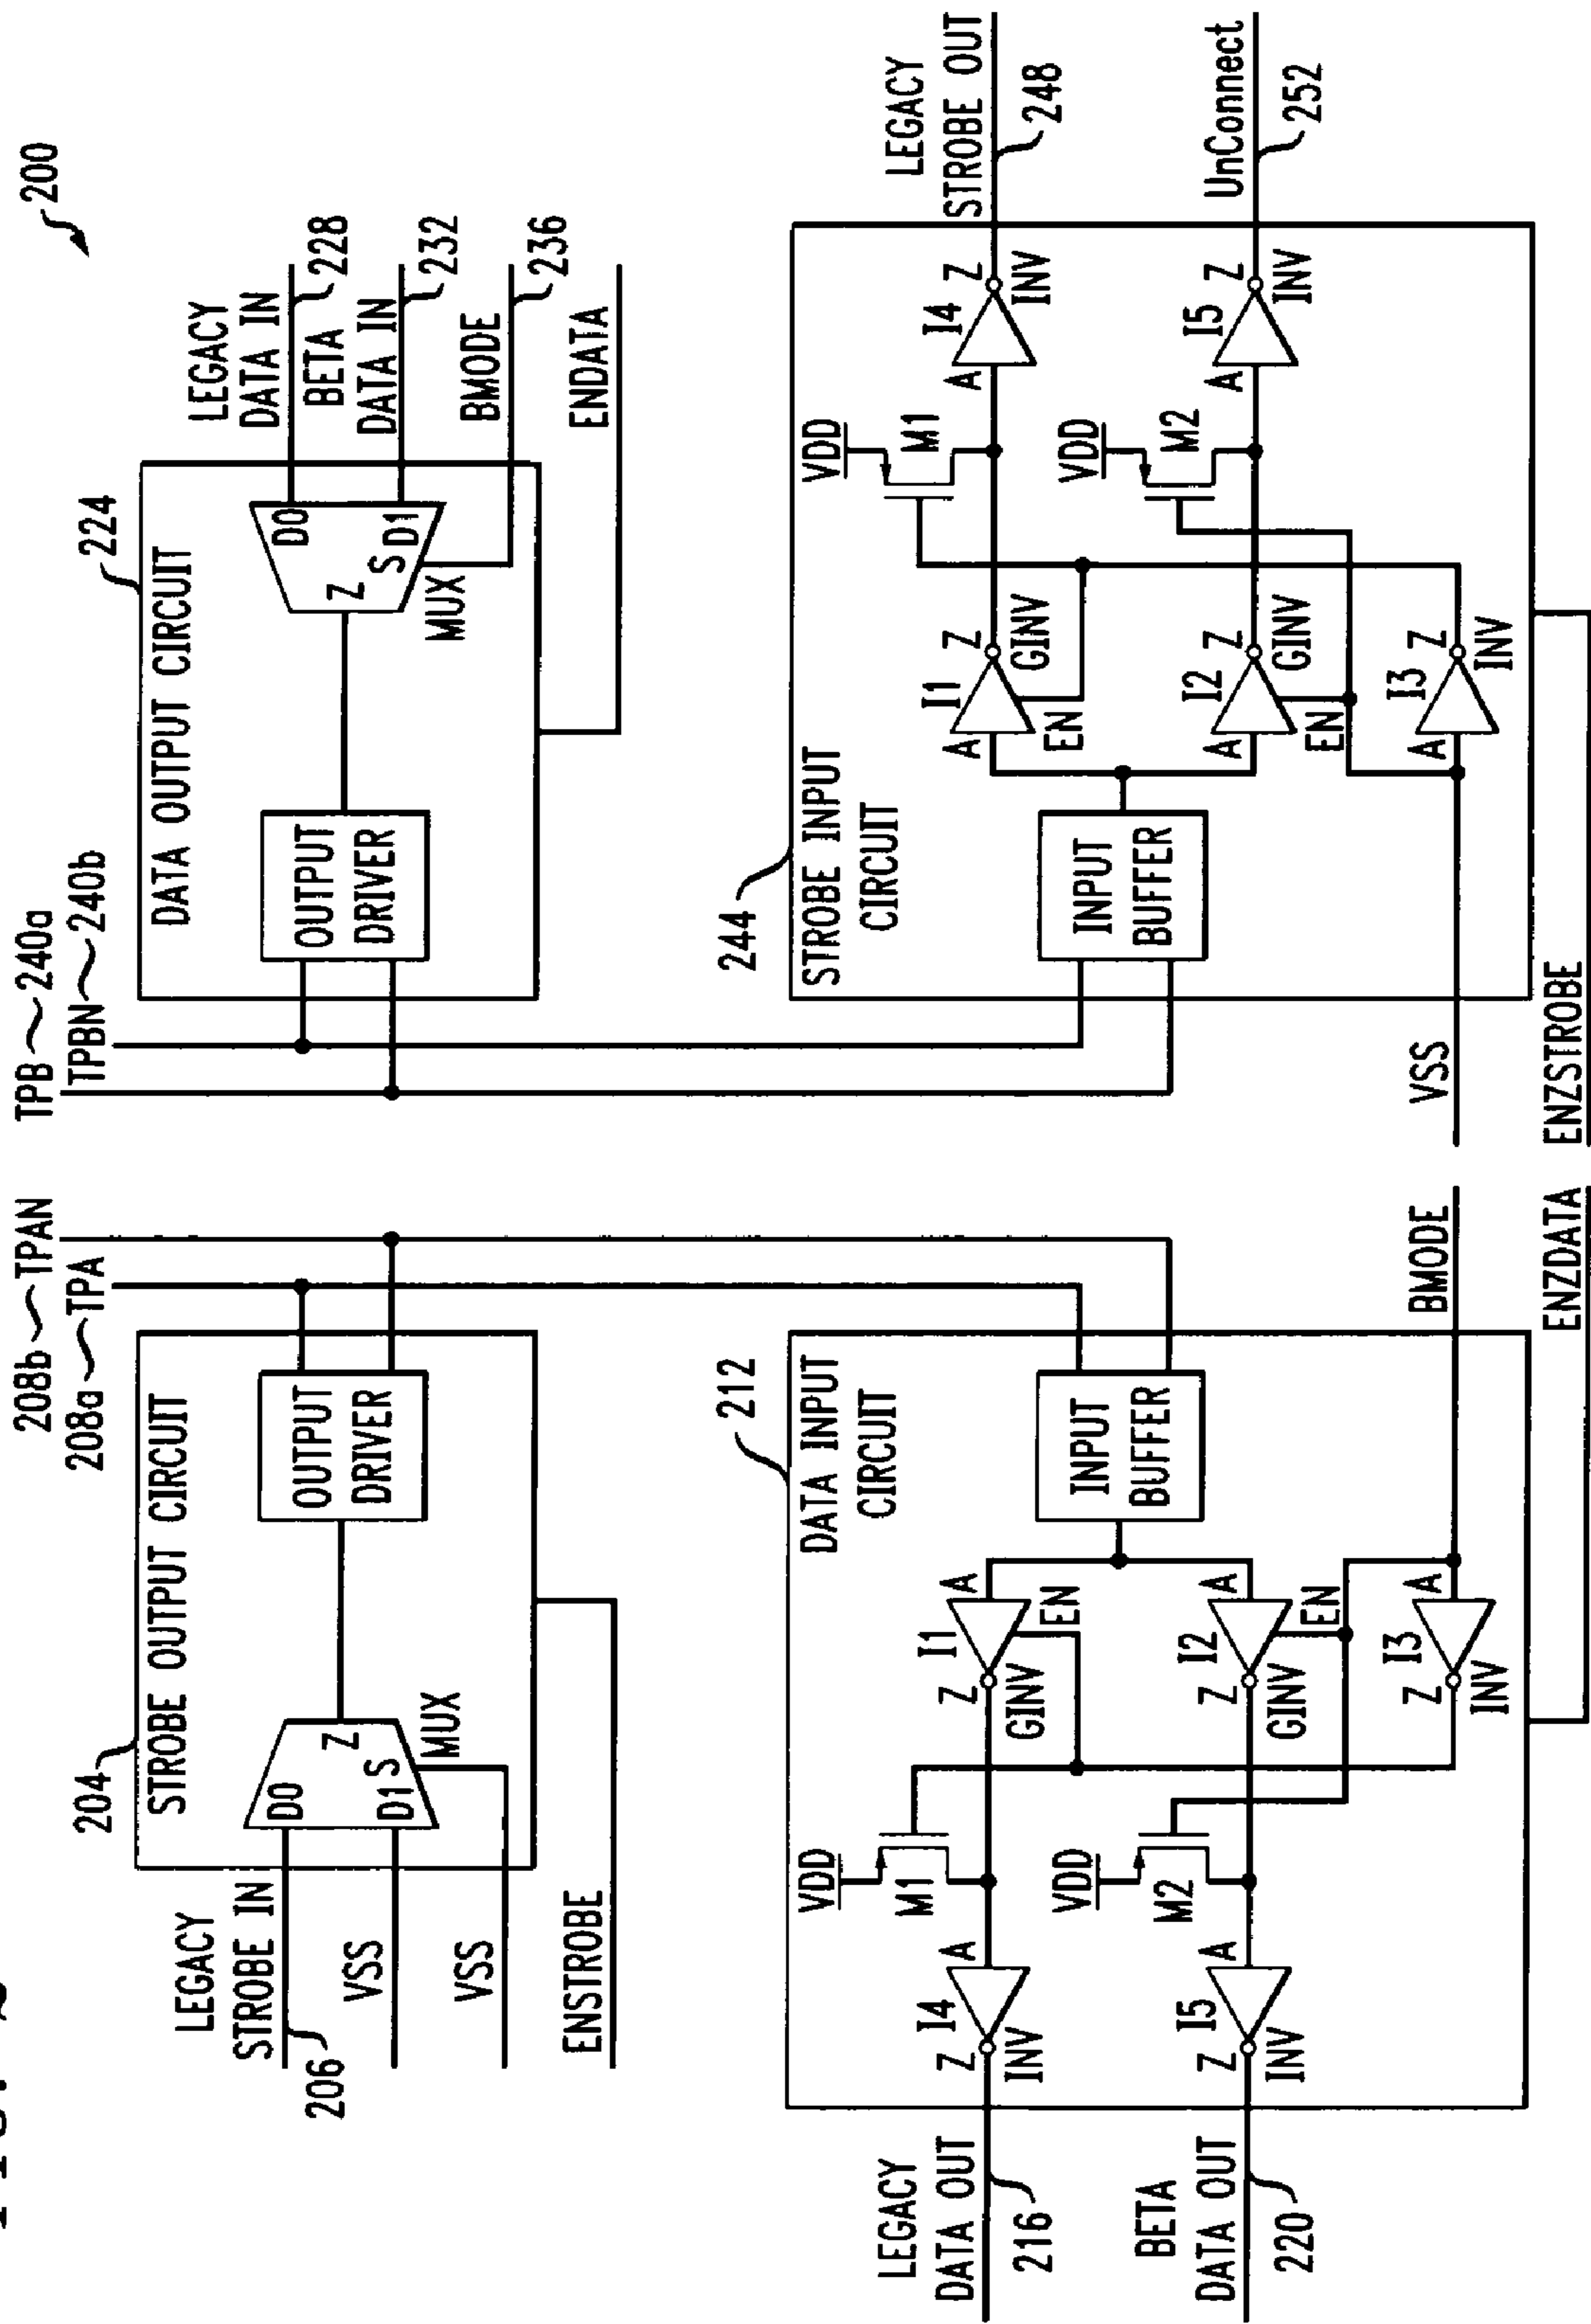 200
208b TPAN
208a TPA
TPB 240a
TPBN 240b
204
STROBE OUTPUT CIRCUIT
LEGACY
STROBE IN
206
VSS
VSS
ENSTROBE
D0
D1
S
Z
MUX
OUTPUT
DRIVER
224
DATA OUTPUT CIRCUIT
OUTPUT
DRIVER
Z
D0
S
D1
MUX
LEGACY
DATA IN
228
BETA
DATA IN
232
BMODE
236
ENDATA
212
DATA INPUT
CIRCUIT
INPUT
BUFFER
VDD
M1
I1
A
EN
Z
GINV
I4
A
Z
INV
VDD
M2
I2
A
EN
Z
GINV
I5
A
Z
INV
I3
A
Z
INV
LEGACY
DATA OUT
216
BETA
DATA OUT
220
BMODE
ENZDATA
244
STROBE INPUT
CIRCUIT
INPUT
BUFFER
I1
A
EN
Z
GINV
VDD
M1
I4
A
Z
INV
I2
A
EN
Z
GINV
VDD
M2
I5
A
Z
INV
I3
A
Z
INV
LEGACY
STROBE OUT
248
UnConnect
252
VSS
ENZSTROBE